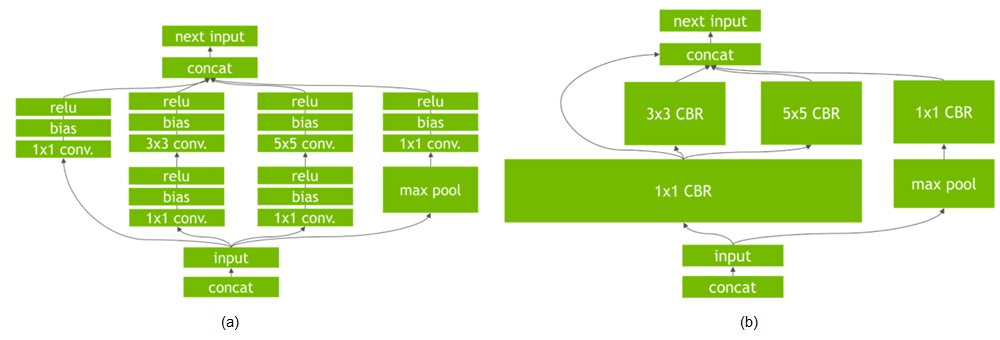 next input
concat
relu
bias
1x1 conv.
relu
bias
3x3 conv.
relu
bias
1x1 conv.
relu
bias
5x5 conv.
relu
bias
1x1 conv.
relu
bias
1x1 conv.
max pool
input
concat
(a)
next input
concat
3x3 CBR
5x5 CBR
1x1 CBR
1x1 CBR
max pool
input
concat
(b)